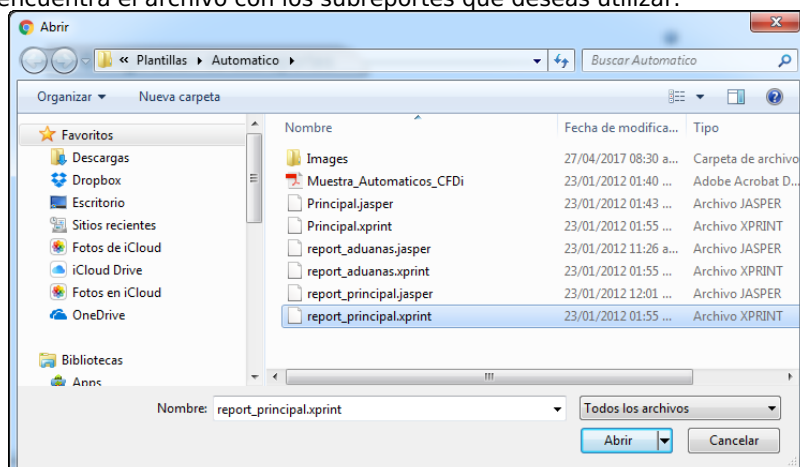 encuentra el archivo con los subreportes que deseas utilizar.
Abrir
« Plantillas Automatico
Buscar Automatico
Organizar Nueva carpeta
Nombre Fecha de modifica... Tipo
Favoritos
Descargas
Dropbox
Escritorio
Sitios recientes
Fotos de iCloud
iCloud Drive
Fotos en iCloud
OneDrive
Bibliotecas
Apps
Images 27/04/2017 08:30 a... Carpeta de archivo
Muestra_Automaticos_CFDi 23/01/2012 01:40 ... Adobe Acrobat D...
Principal.jasper 23/01/2012 01:43 ... Archivo JASPER
Principal.xprint 23/01/2012 01:55 ... Archivo XPRINT
report_aduanas.jasper 23/01/2012 11:26 a... Archivo JASPER
report_aduanas.xprint 23/01/2012 01:55 ... Archivo XPRINT
report_principal.jasper 23/01/2012 12:01 ... Archivo JASPER
report_principal.xprint 23/01/2012 01:55 ... Archivo XPRINT
Nombre: report_principal.xprint Todos los archivos
Abrir Cancelar